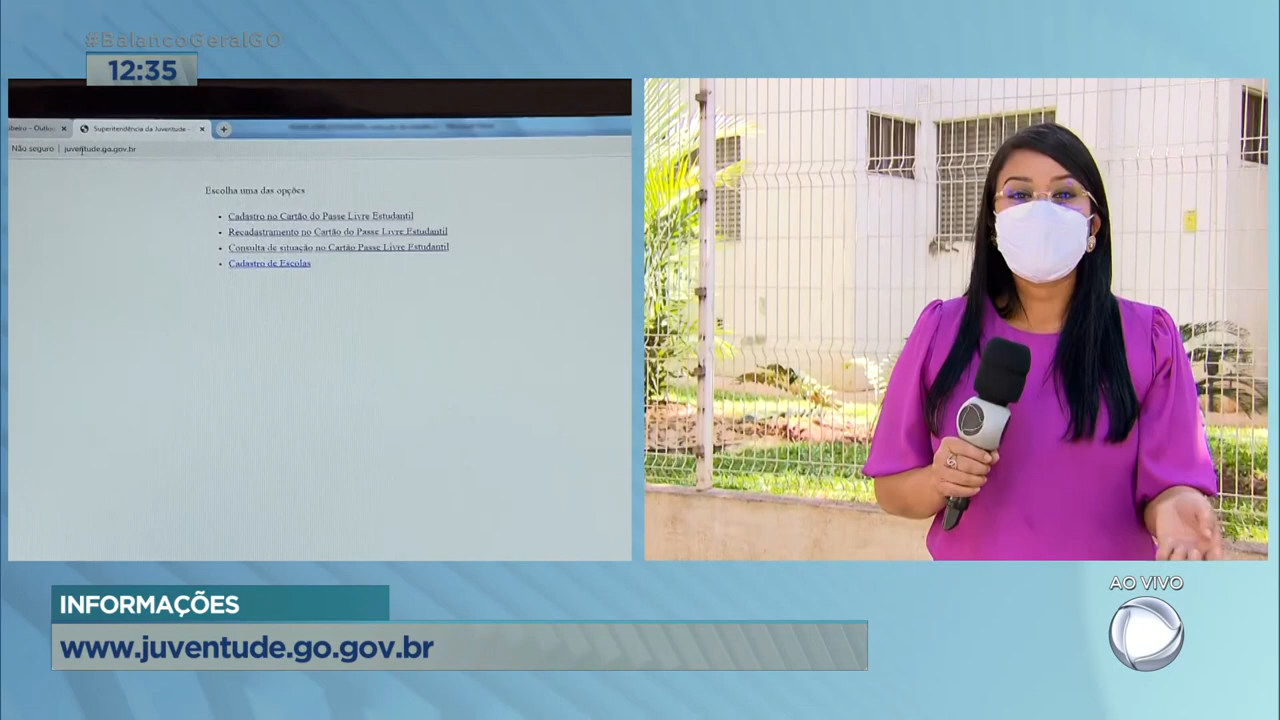 #BalancoGeralGO
12:35
Superintendência da Juventude -
Não seguro | juventude.go.gov.br
Escolha uma das opções
Cadastro no Cartão do Passe Livre Estudantil
Recadastramento no Cartão do Passe Livre Estudantil
Consulta de situação no Cartão Passe Livre Estudantil
Cadastro de Escolas
INFORMAÇÕES
www.juventude.go.gov.br
AO VIVO